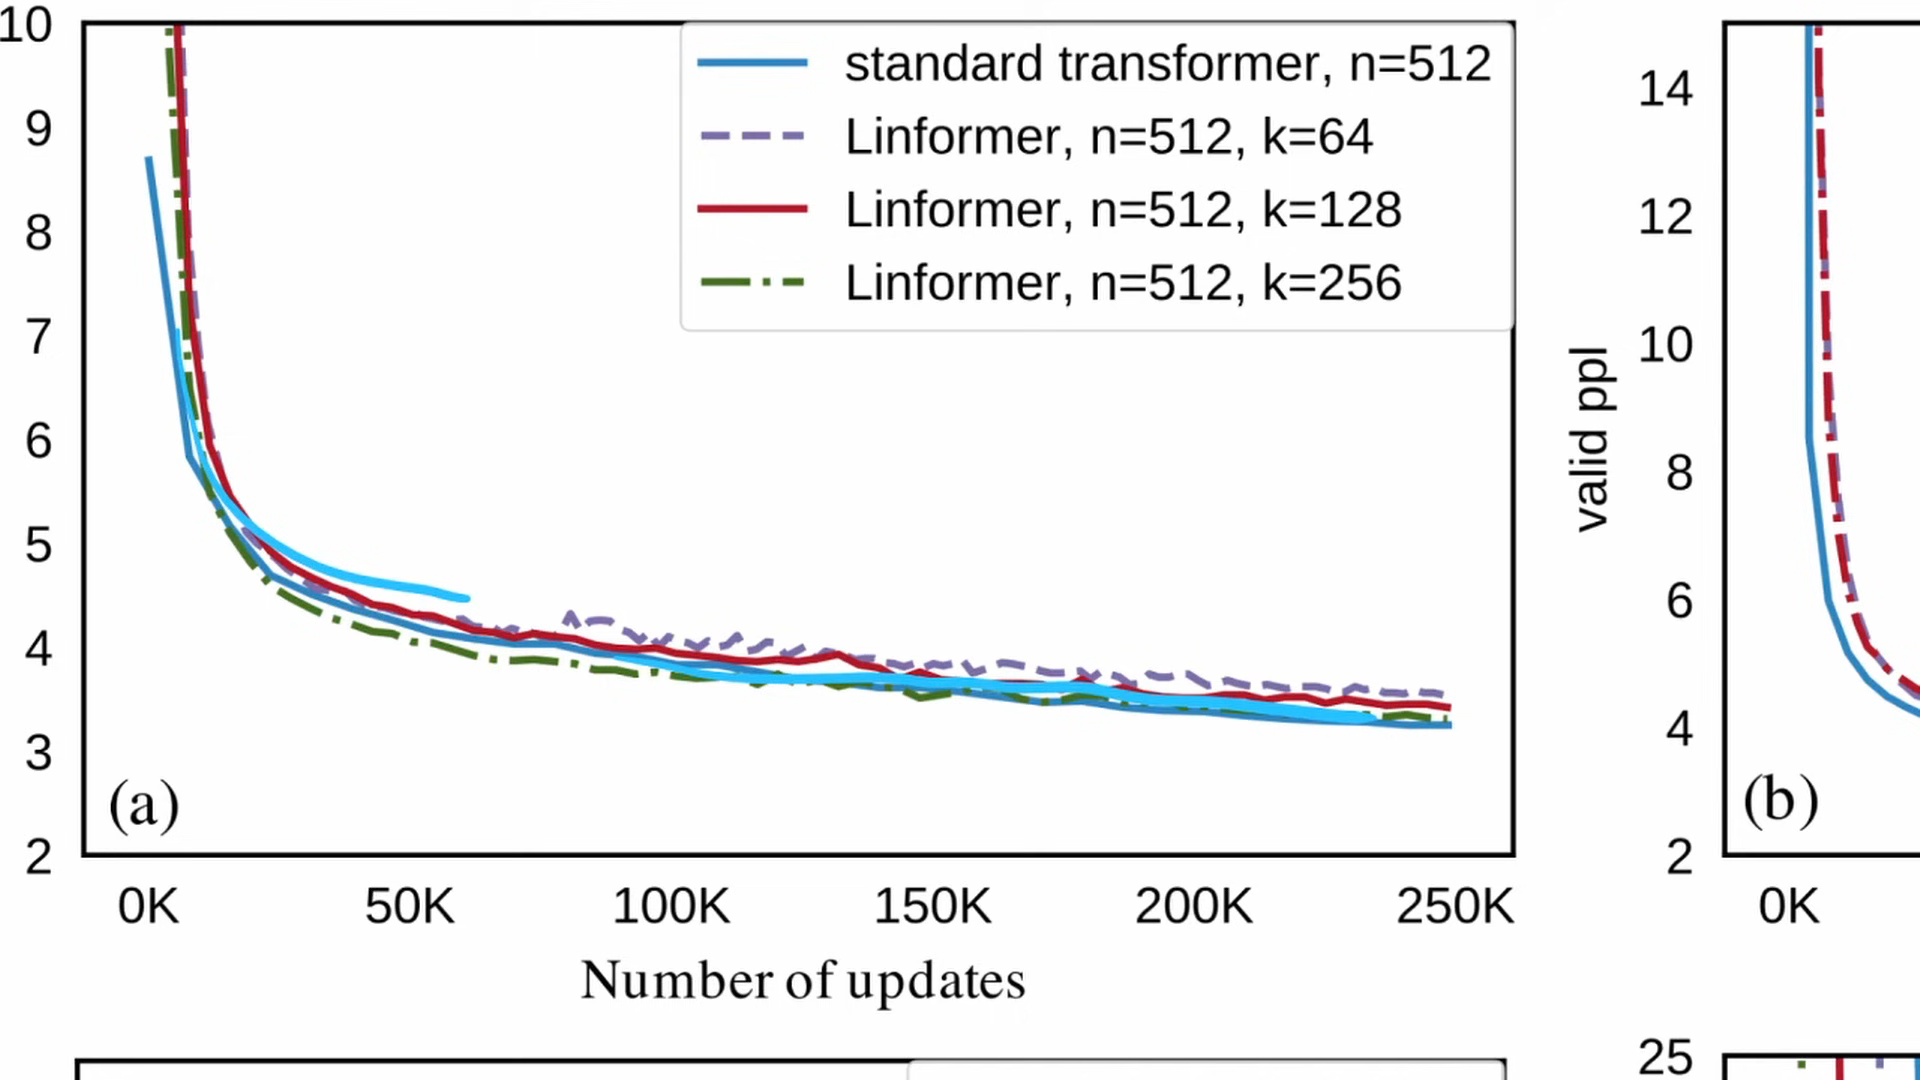 10
9
8
7
6
5
4
3
2
standard transformer, n=512
Linformer, n=512, k=64
Linformer, n=512, k=128
Linformer, n=512, k=256
(a)
0K 50K 100K 150K 200K 250K
Number of updates
valid ppl
14
12
10
8
6
4
2
(b)
0K
25